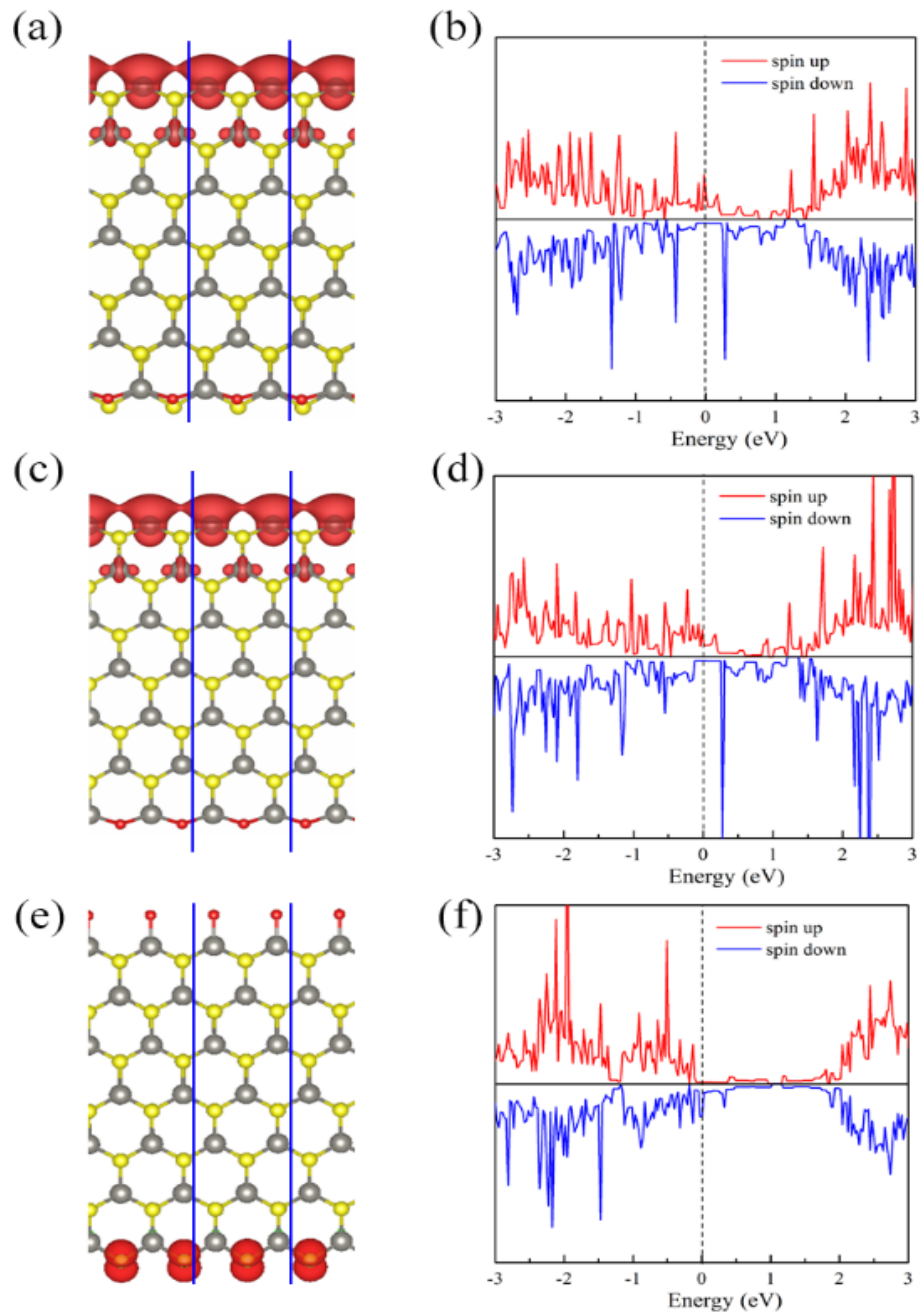 (a)
(b)
spin up
spin down
-3 -2 -1 0 1 2 3
Energy (eV)
(c)
(d)
spin up
spin down
-3 -2 -1 0 1 2 3
Energy (eV)
(e)
(f)
spin up
spin down
-3 -2 -1 0 1 2 3
Energy (eV)